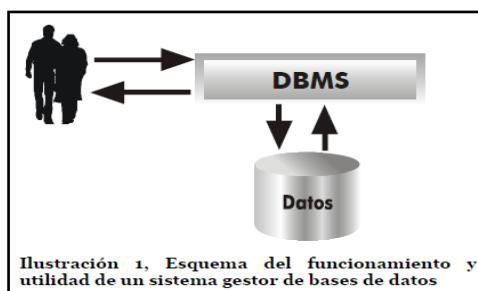 DBMS
Datos
Ilustración 1, Esquema del funcionamiento y
utilidad de un sistema gestor de bases de datos